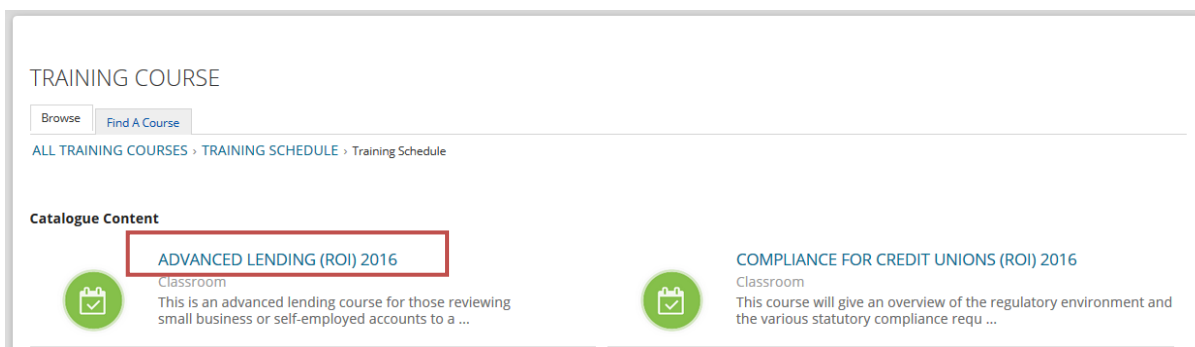 TRAINING COURSE
Browse
Find A Course
ALL TRAINING COURSES › TRAINING SCHEDULE › Training Schedule
Catalogue Content
ADVANCED LENDING (ROI) 2016
Classroom
This is an advanced lending course for those reviewing
small business or self-employed accounts to a ...
COMPLIANCE FOR CREDIT UNIONS (ROI) 2016
Classroom
This course will give an overview of the regulatory environment and
the various statutory compliance requ ...